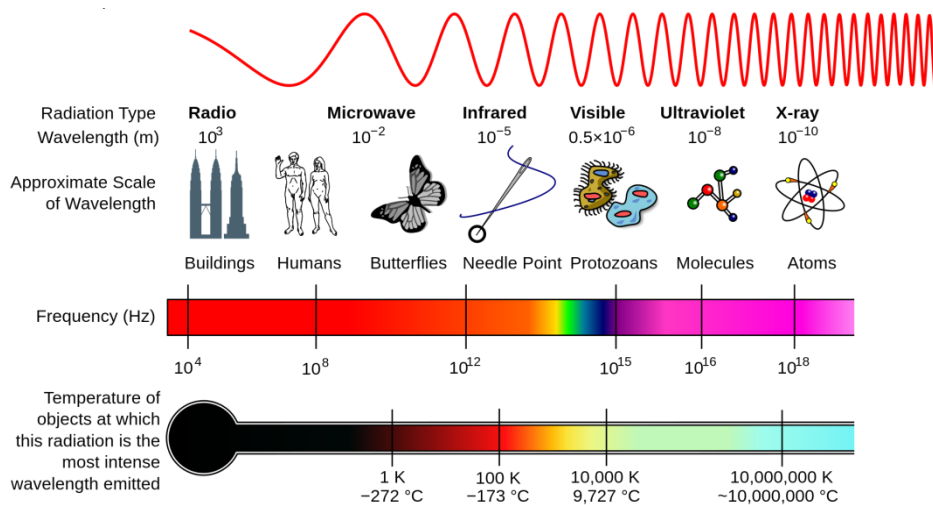 Radiation Type Radio Microwave Infrared Visible Ultraviolet X-ray
Wavelength (m) 10³ 10⁻² 10⁻⁵ 0.5×10⁻⁶ 10⁻⁸ 10⁻¹⁰
Approximate Scale
of Wavelength
Buildings Humans Butterflies Needle Point Protozoans Molecules Atoms
Frequency (Hz)
10⁴ 10⁸ 10¹² 10¹⁵ 10¹⁶ 10¹⁸
Temperature of
objects at which
this radiation is the
most intense
wavelength emitted
1 K 100 K 10,000 K 10,000,000 K
−272 °C −173 °C 9,727 °C ~10,000,000 °C